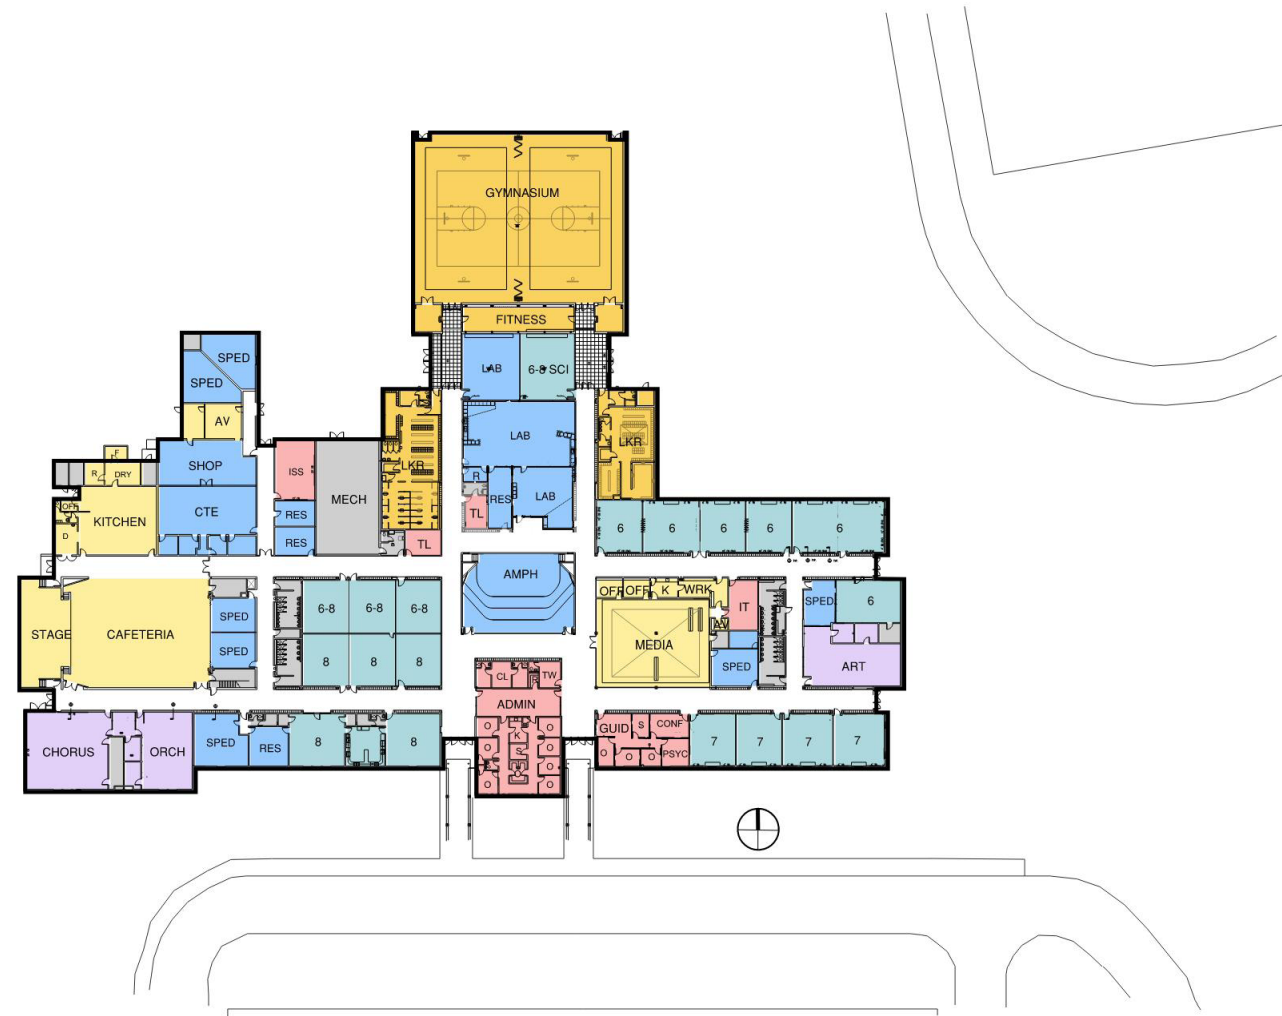 GYMNASIUM
FITNESS
LAB
6-8 SCI
SPED
SPED
AV
LAB
LKR
LKR
F
SHOP
R
DRY
ISS
MECH
R
RES
LAB
CTE
OFF
KITCHEN
D
RES
RES
TL
TL
6
6
6
6
6
AMPH
OFF
OFF
K
WRK
IT
AV
SPED
6
SPED
SPED
6-8
6-8
6-8
STAGE
CAFETERIA
8
8
8
MEDIA
SPED
ART
CL
TW
ADMIN
CHORUS
ORCH
SPED
RES
8
8
K
S
O
O
O
O
O
O
O
O
GUID
S
CONF
O
O
O
PSYC
7
7
7
7